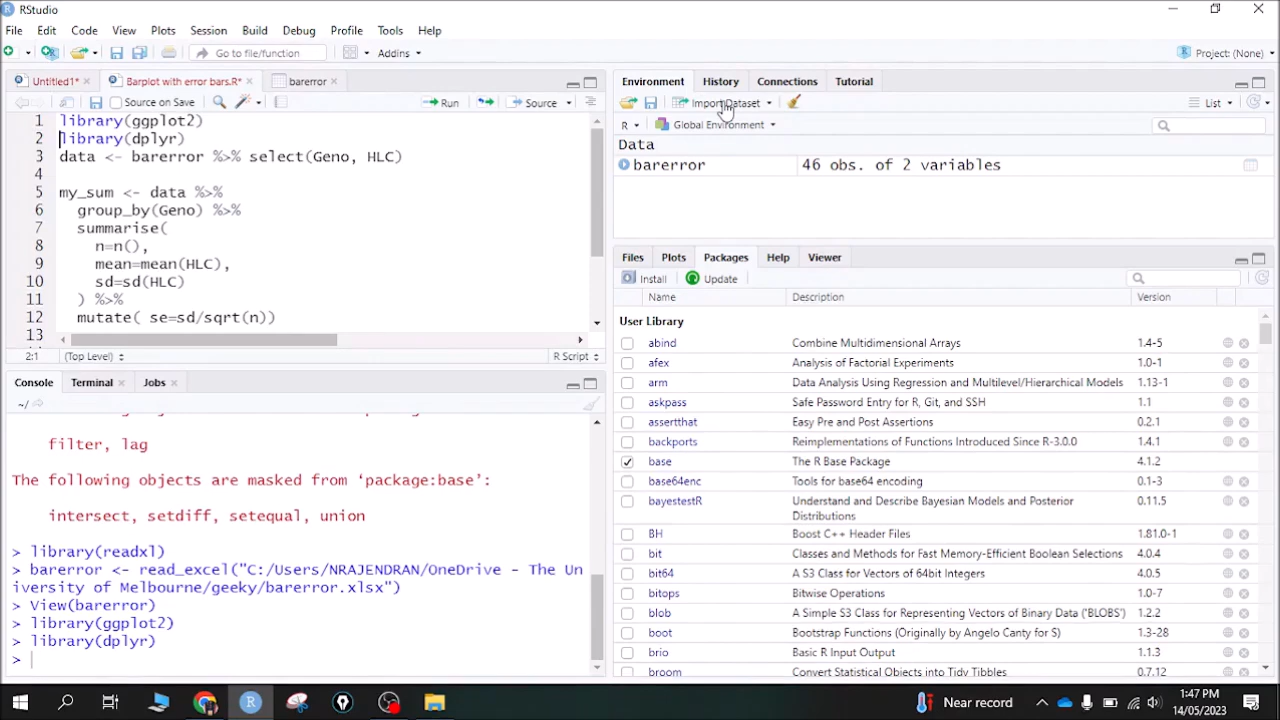 RStudio
File Edit Code View Plots Session Build Debug Profile Tools Help
Go to file/function Addins Project: (None)
Untitled1* Barplot with error bars.R* barerror
Source on Save Run Source
1 library(ggplot2)
2 library(dplyr)
3 data <- barerror %>% select(Geno, HLC)
4
5 my_sum <- data %>%
6 group_by(Geno) %>%
7 summarise(
8 n=n(),
9 mean=mean(HLC),
10 sd=sd(HLC)
11 ) %>%
12 mutate( se=sd/sqrt(n))
13
2:1 (Top Level) R Script
Console Terminal Jobs
~/
filter, lag
The following objects are masked from ‘package:base’:
intersect, setdiff, setequal, union
> library(readxl)
> barerror <- read_excel("C:/Users/NRAJENDRAN/OneDrive - The Un
iversity of Melbourne/geeky/barerror.xlsx")
> View(barerror)
> library(ggplot2)
> library(dplyr)
>
Environment History Connections Tutorial
Import Dataset List
R Global Environment
Data
barerror 46 obs. of 2 variables
Files Plots Packages Help Viewer
Install Update
Name Description Version
User Library
abind Combine Multidimensional Arrays 1.4-5
afex Analysis of Factorial Experiments 1.0-1
arm Data Analysis Using Regression and Multilevel/Hierarchical Models 1.13-1
askpass Safe Password Entry for R, Git, and SSH 1.1
assertthat Easy Pre and Post Assertions 0.2.1
backports Reimplementations of Functions Introduced Since R-3.0.0 1.4.1
base The R Base Package 4.1.2
base64enc Tools for base64 encoding 0.1-3
bayestestR Understand and Describe Bayesian Models and Posterior 0.11.5
Distributions
BH Boost C++ Header Files 1.81.0-1
bit Classes and Methods for Fast Memory-Efficient Boolean Selections 4.0.4
bit64 A S3 Class for Vectors of 64bit Integers 4.0.5
bitops Bitwise Operations 1.0-7
blob A Simple S3 Class for Representing Vectors of Binary Data ('BLOBS') 1.2.2
boot Bootstrap Functions (Originally by Angelo Canty for S) 1.3-28
brio Basic R Input Output 1.1.3
broom Convert Statistical Objects into Tidy Tibbles 0.7.12
Near record 1:47 PM
14/05/2023